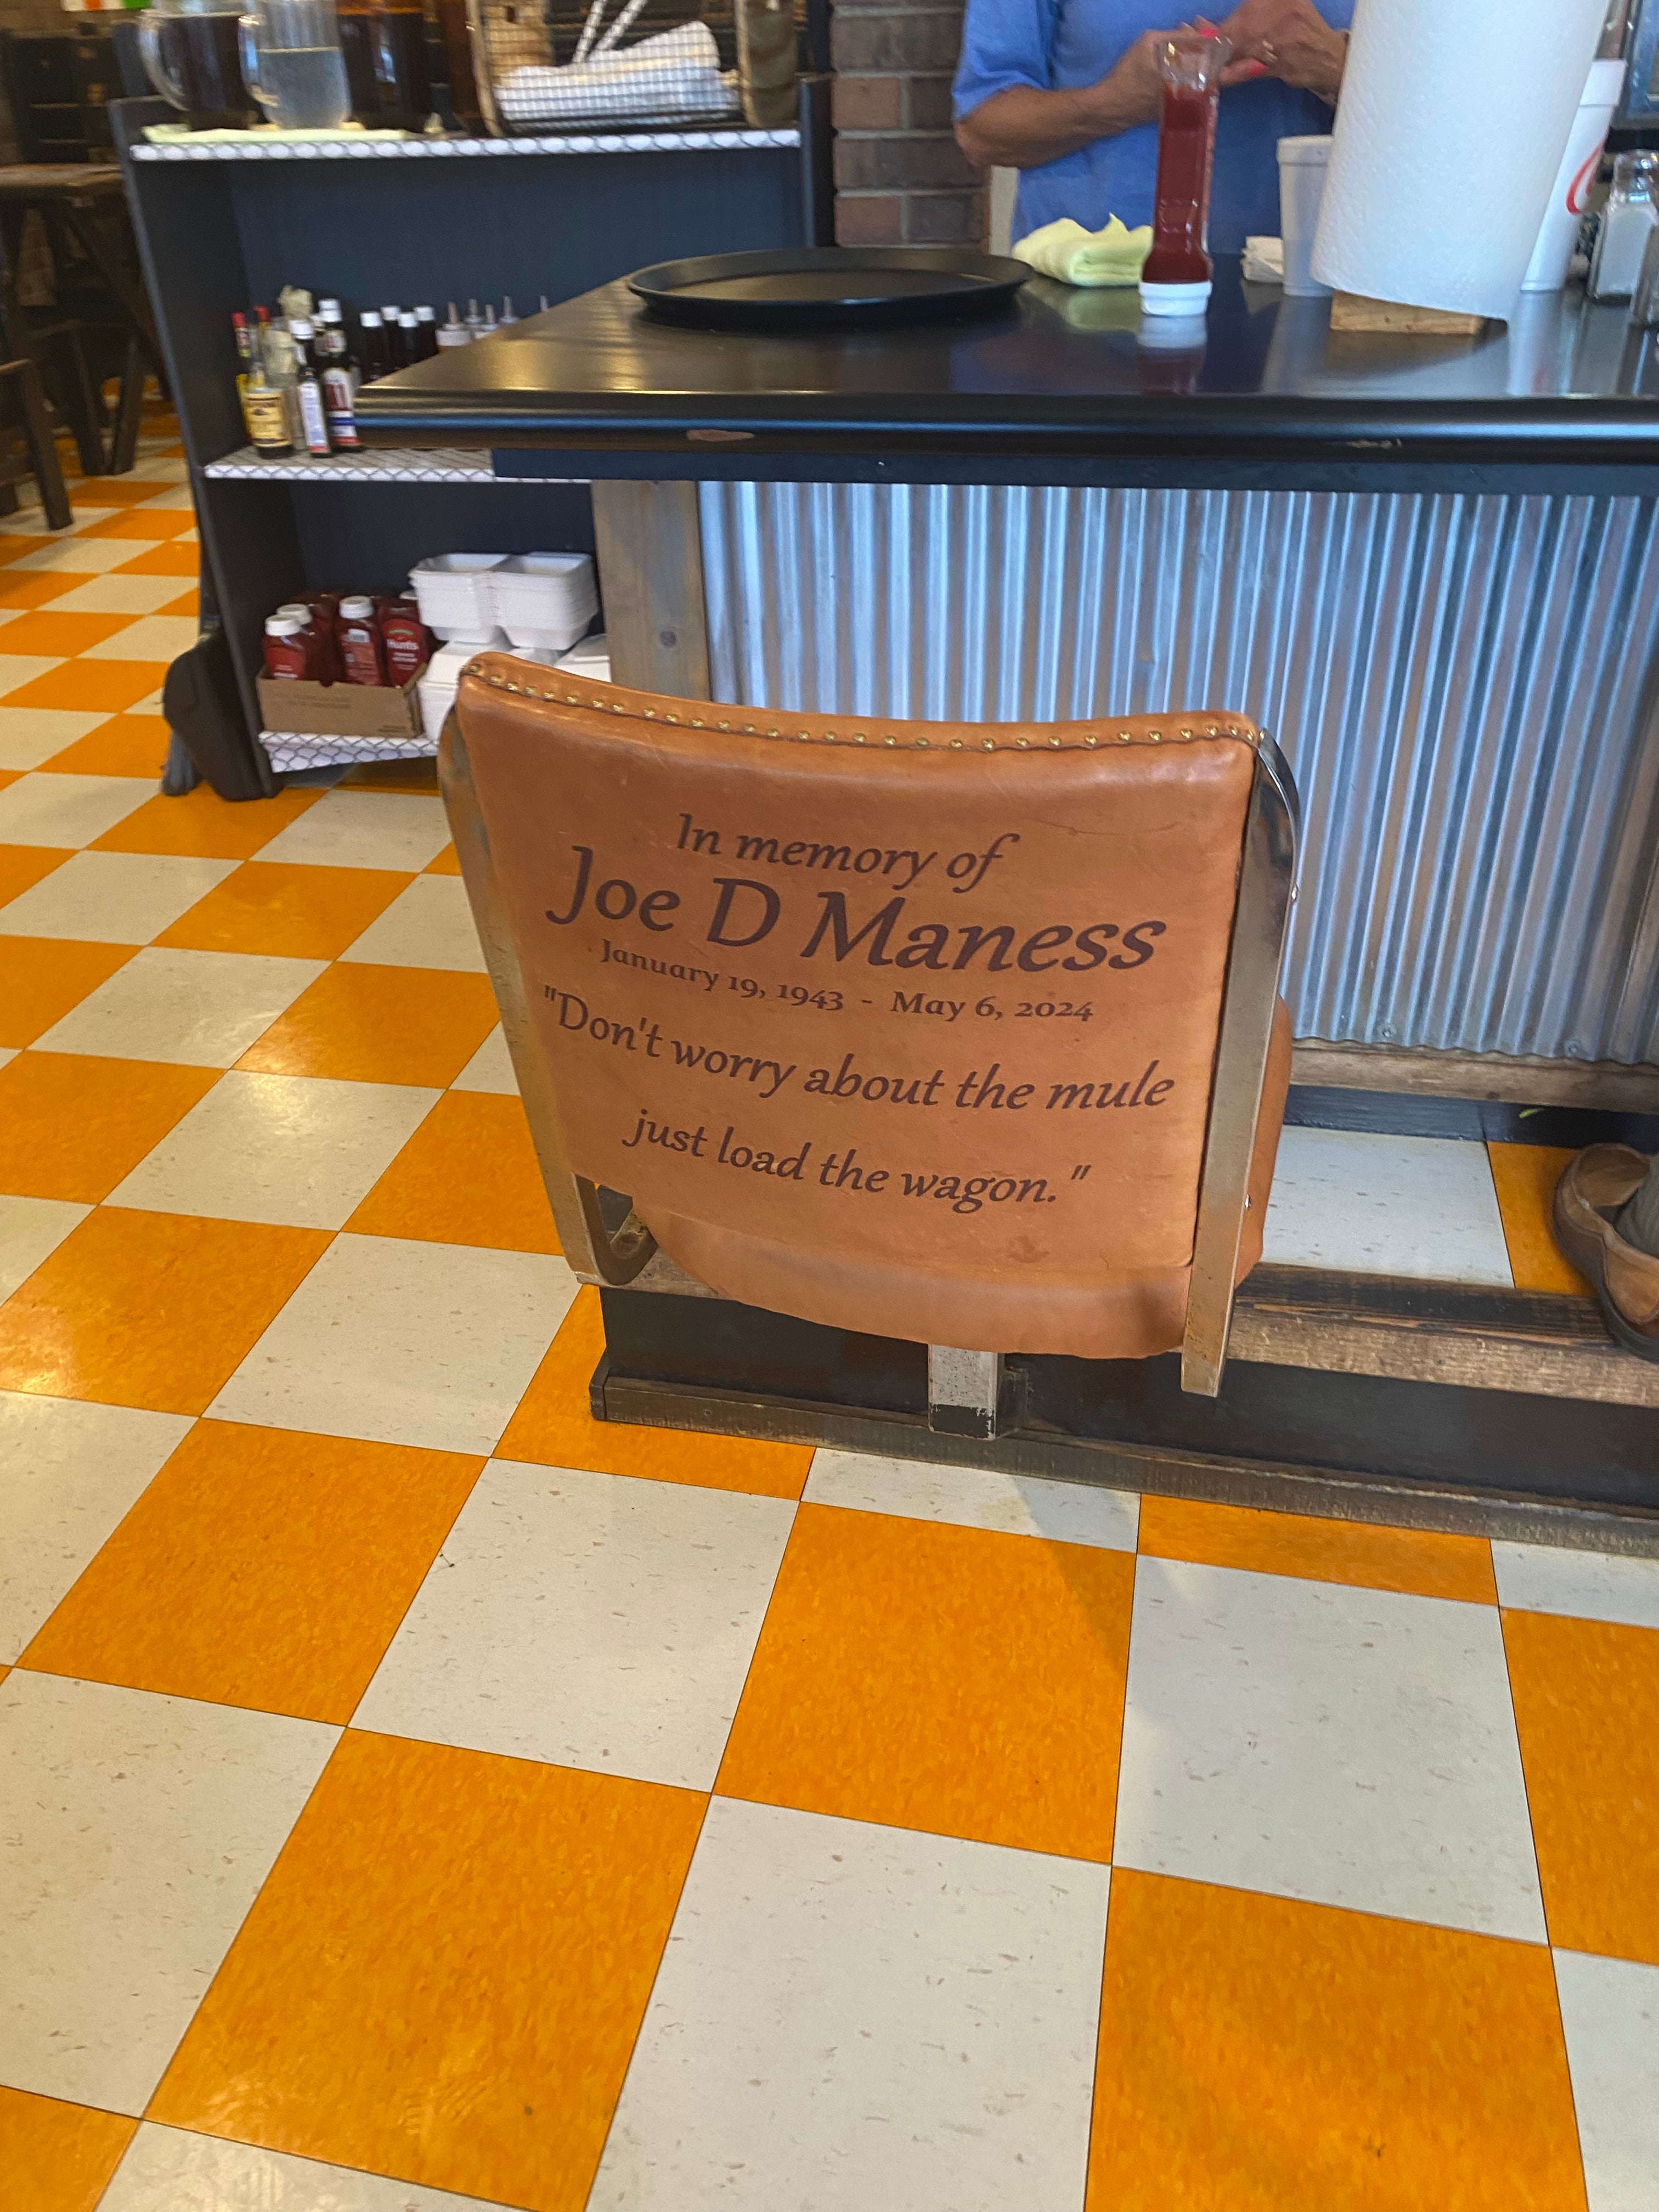 Hunt's
In memory of
Joe D Maness
January 19, 1943 - May 6, 2024
"Don't worry about the mule
just load the wagon."